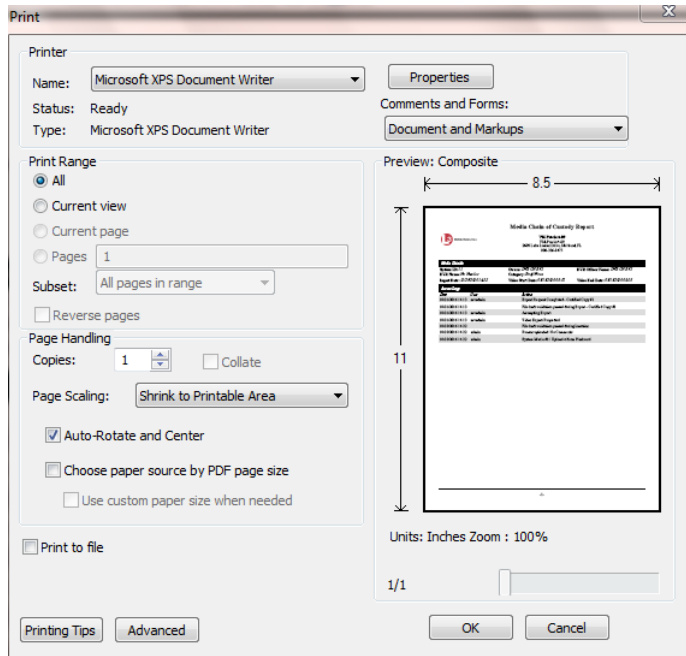 Print
Printer
Name: Microsoft XPS Document Writer
Properties
Status: Ready
Comments and Forms:
Type: Microsoft XPS Document Writer
Document and Markups
Print Range
All
Current view
Current page
Pages 1
Subset: All pages in range
Reverse pages
Page Handling
Copies: 1
Collate
Page Scaling: Shrink to Printable Area
Auto-Rotate and Center
Choose paper source by PDF page size
Use custom paper size when needed
Print to file
Preview: Composite
8.5
Media Chain of Custody Report
11
Units: Inches Zoom : 100%
1/1
Printing Tips
Advanced
OK
Cancel